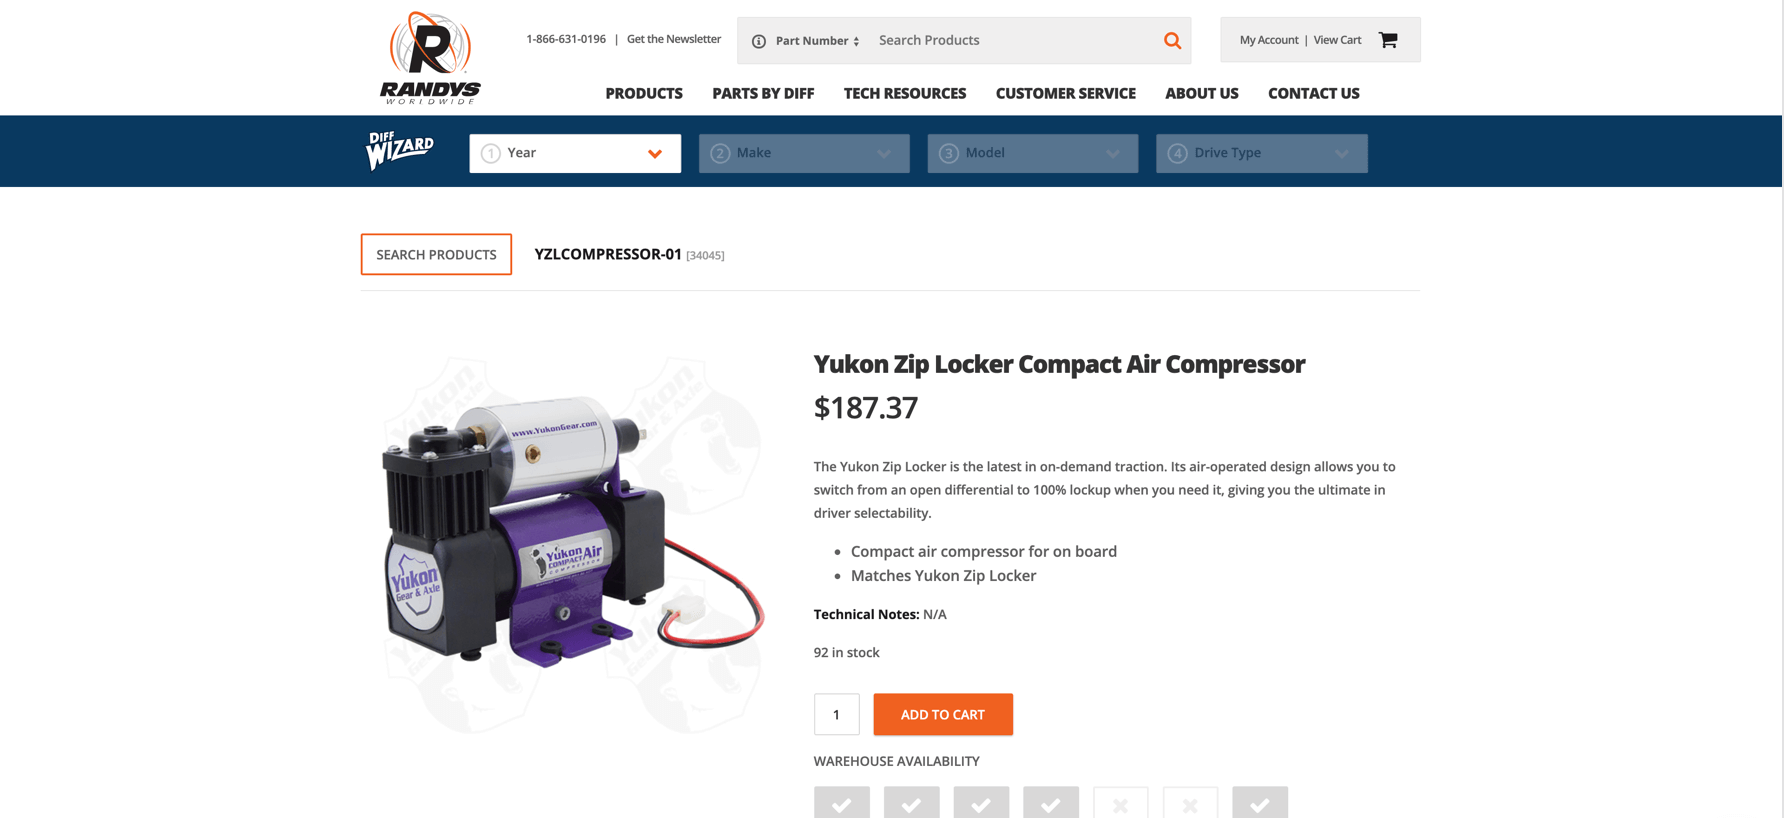 RANDYS
WORLDWIDE
1-866-631-0196 | Get the Newsletter
Part Number
Search Products
My Account | View Cart
PRODUCTS
PARTS BY DIFF
TECH RESOURCES
CUSTOMER SERVICE
ABOUT US
CONTACT US
DIFF
WIZARD
1 Year
2 Make
3 Model
4 Drive Type
SEARCH PRODUCTS
YZLCOMPRESSOR-01 [34045]
www.YukonGear.com
Yukon Air
COMPACT
COMPRESSOR
Yukon
Gear & Axle
Yukon Zip Locker Compact Air Compressor
$187.37
The Yukon Zip Locker is the latest in on-demand traction. Its air-operated design allows you to
switch from an open differential to 100% lockup when you need it, giving you the ultimate in
driver selectability.
• Compact air compressor for on board
• Matches Yukon Zip Locker
Technical Notes: N/A
92 in stock
1
ADD TO CART
WAREHOUSE AVAILABILITY